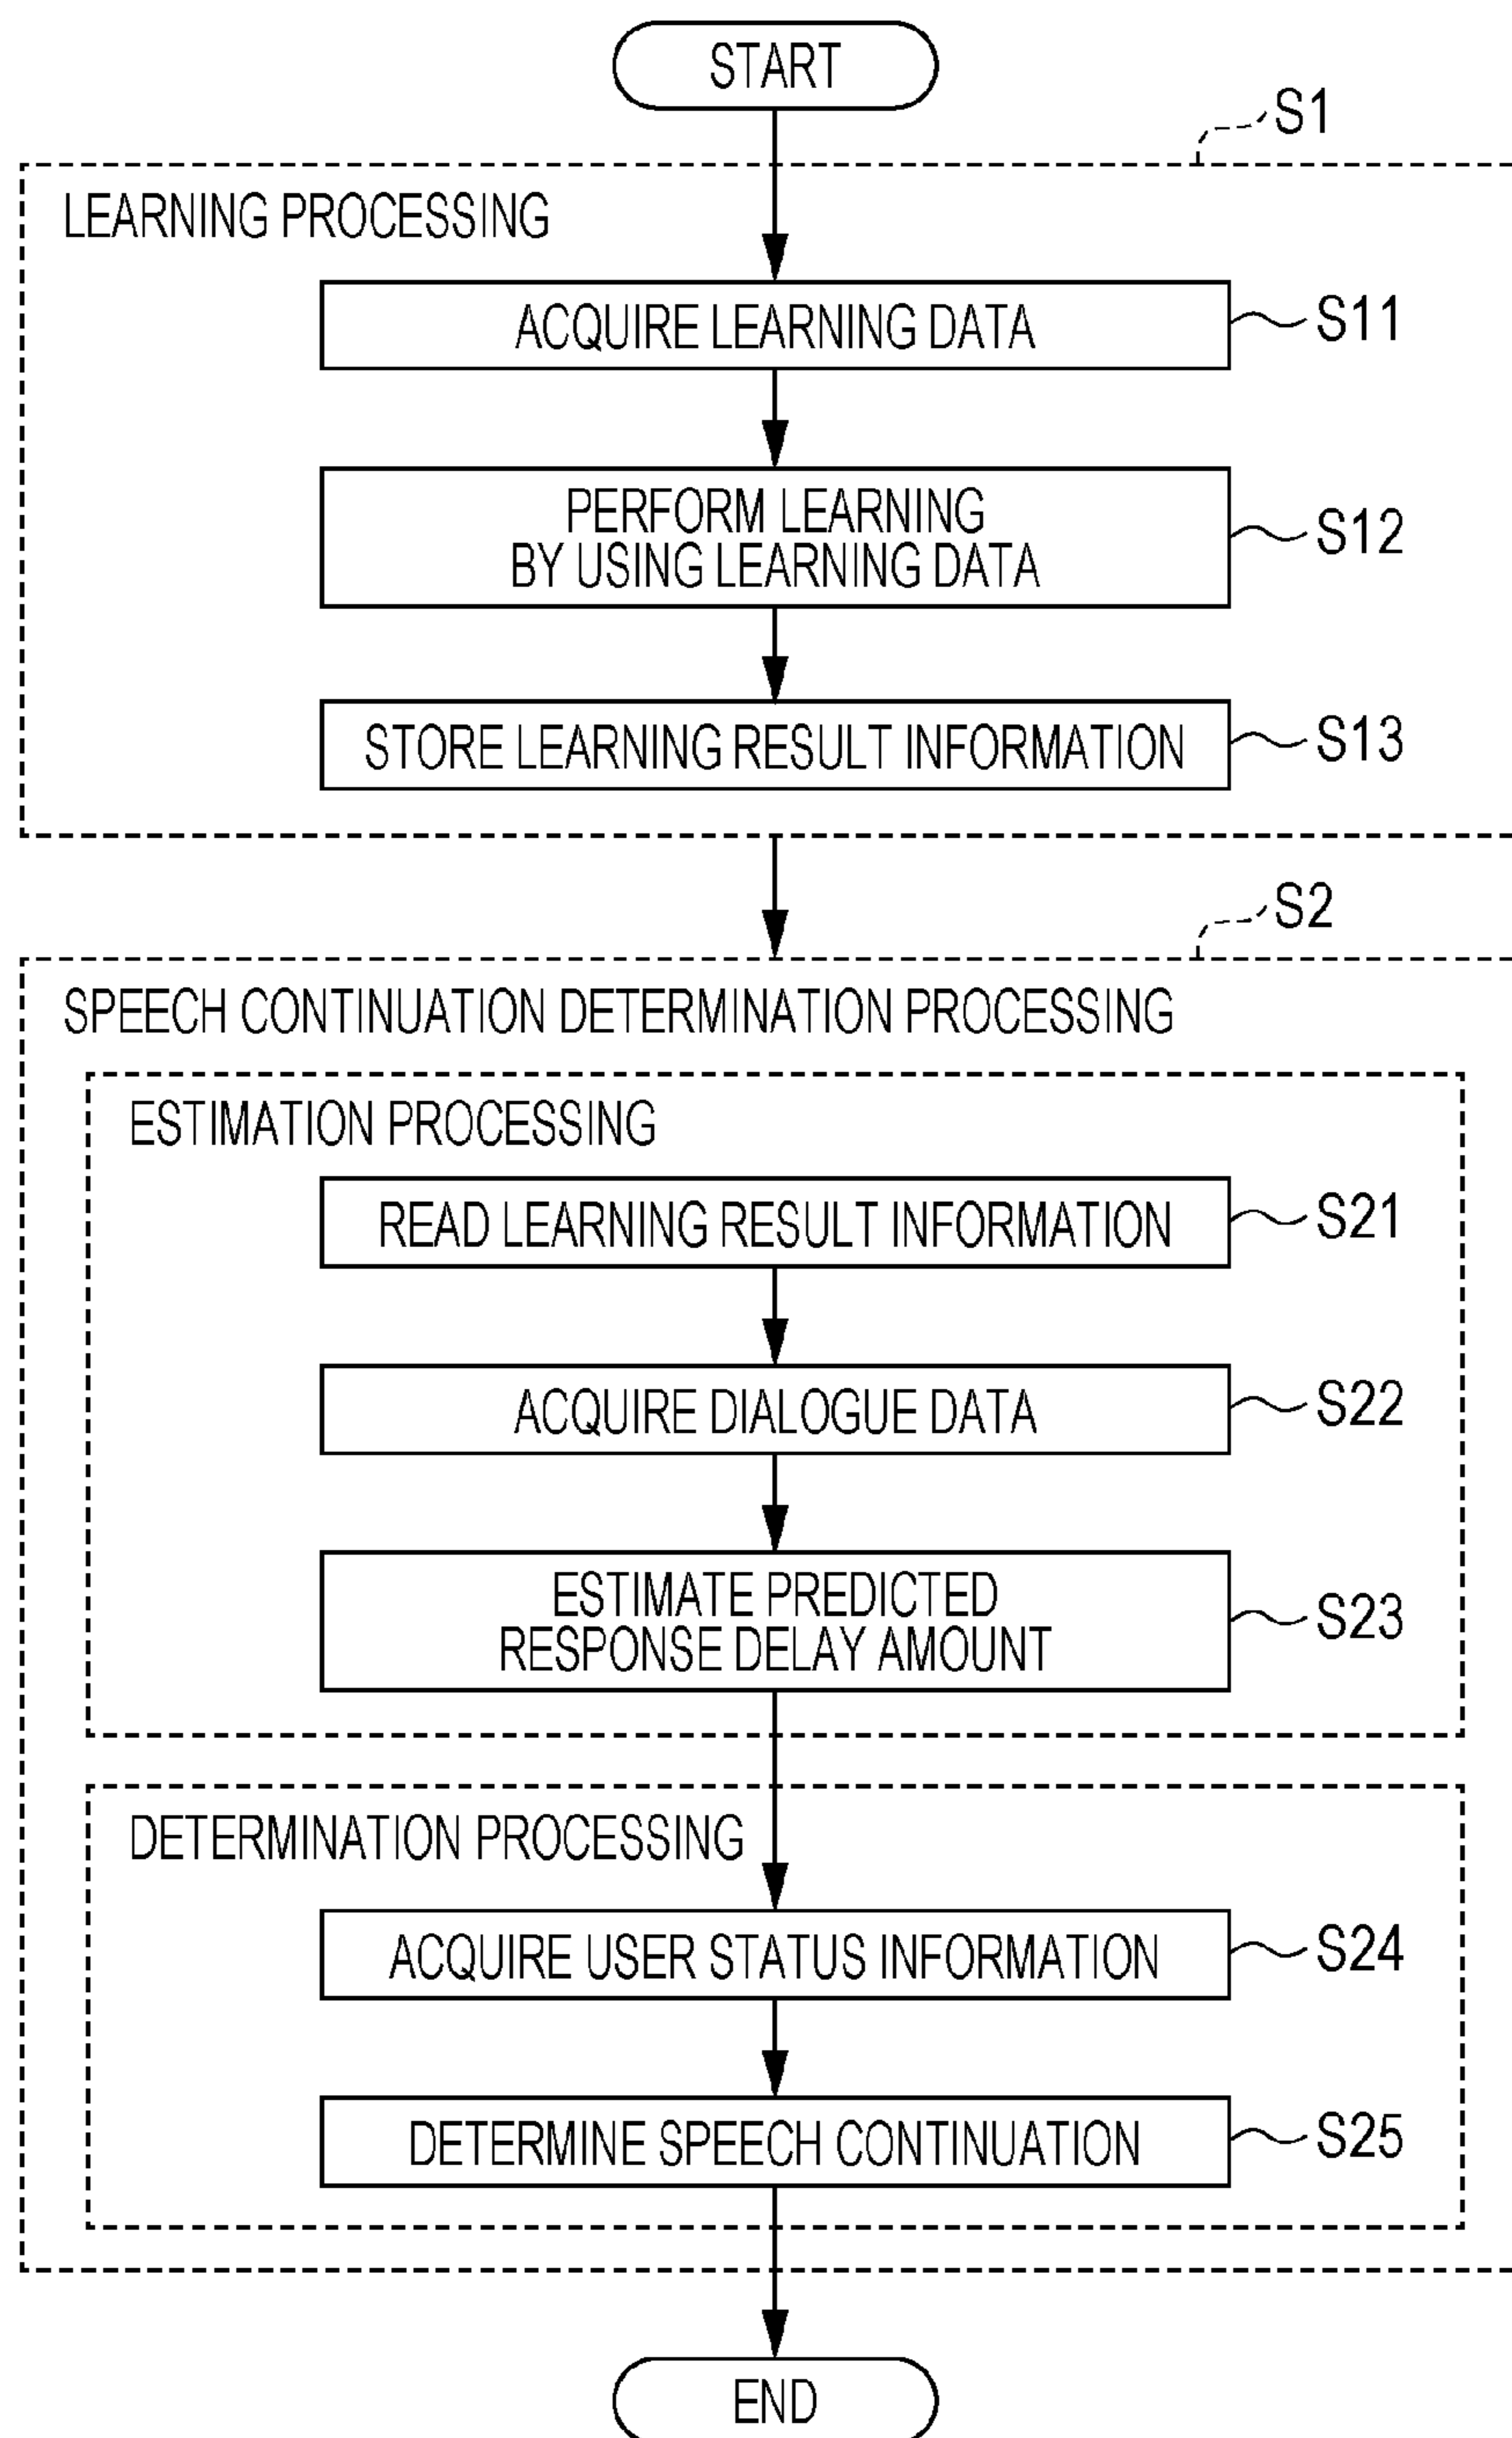 START
S1
LEARNING PROCESSING
ACQUIRE LEARNING DATA
S11
PERFORM LEARNING
BY USING LEARNING DATA
S12
STORE LEARNING RESULT INFORMATION
S13
S2
SPEECH CONTINUATION DETERMINATION PROCESSING
ESTIMATION PROCESSING
READ LEARNING RESULT INFORMATION
S21
ACQUIRE DIALOGUE DATA
S22
ESTIMATE PREDICTED
RESPONSE DELAY AMOUNT
S23
DETERMINATION PROCESSING
ACQUIRE USER STATUS INFORMATION
S24
DETERMINE SPEECH CONTINUATION
S25
END